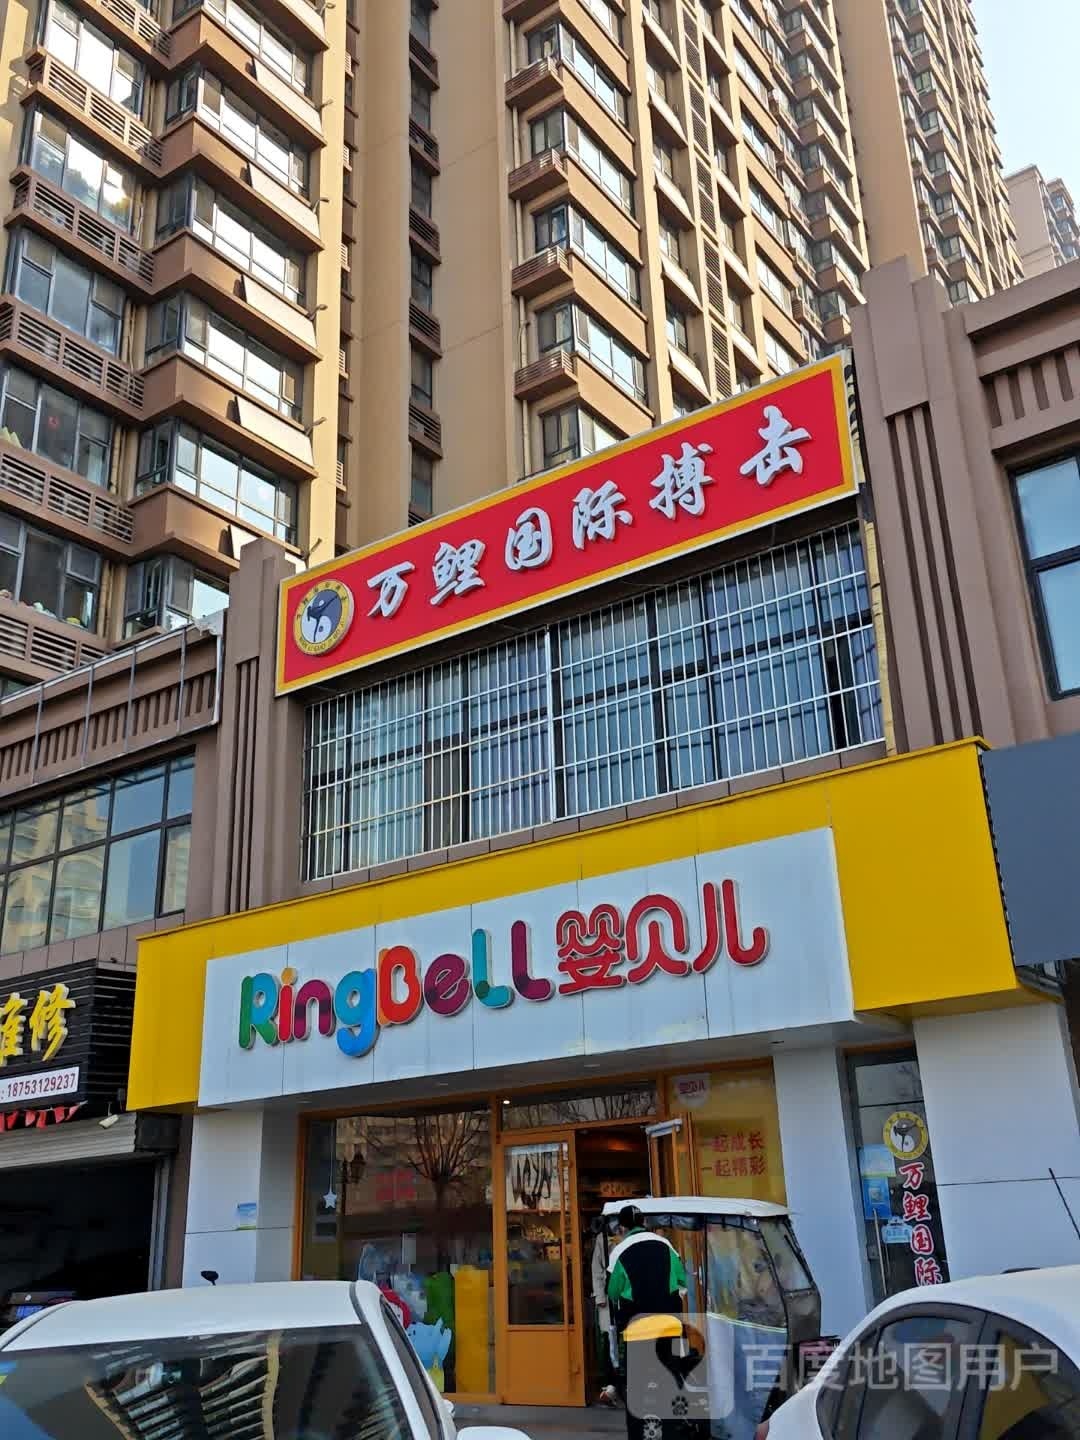 万鲤国际搏击
RingBeLL婴贝儿
维修
:18753129237
婴贝儿
一起成长
一起精彩
万鲤国际
百度地图用户